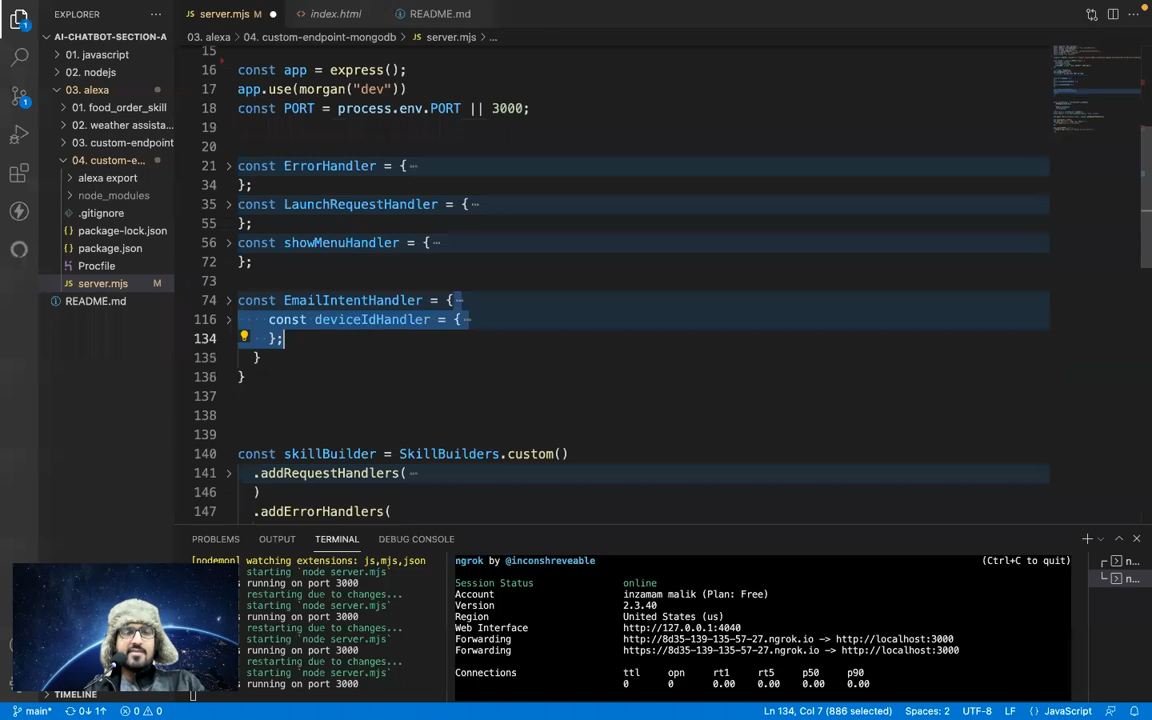 EXPLORER
server.mjs M
index.html
README.md
AI-CHATBOT-SECTION-A
03. alexa > 04. custom-endpoint-mongodb > JS server.mjs > ...
01. javascript
02. nodejs
03. alexa
01. food_order_skill
02. weather assista...
03. custom-endpoint
04. custom-e...
alexa export
node_modules
.gitignore
package-lock.json
package.json
Procfile
JS server.mjs M
README.md
TIMELINE
15
16 const app = express();
17 app.use(morgan("dev"))
18 const PORT = process.env.PORT || 3000;
19
20
21 const ErrorHandler = {⋯
34 };
35 const LaunchRequestHandler = {⋯
55 };
56 const showMenuHandler = {⋯
72 };
73
74 const EmailIntentHandler = {⋯
116 const deviceIdHandler = {⋯
134 };
135 }
136 }
137
138
139
140 const skillBuilder = SkillBuilders.custom()
141 .addRequestHandlers(⋯
146 )
147 .addErrorHandlers(
PROBLEMS OUTPUT TERMINAL DEBUG CONSOLE
[nodemon] watching extensions: js,mjs,json
starting `node server.mjs`
running on port 3000
restarting due to changes...
starting `node server.mjs`
running on port 3000
restarting due to changes...
starting `node server.mjs`
running on port 3000
restarting due to changes...
starting `node server.mjs`
running on port 3000
ngrok by @inconshreveable (Ctrl+C to quit)
Session Status online
Account inzamam malik (Plan: Free)
Version 2.3.40
Region United States (us)
Web Interface http://127.0.0.1:4040
Forwarding http://8d35-139-135-57-27.ngrok.io -> http://localhost:3000
Forwarding https://8d35-139-135-57-27.ngrok.io -> http://localhost:3000
Connections ttl opn rt1 rt5 p50 p90
0 0 0.00 0.00 0.00 0.00
n...
n...
main* 0↓ 1↑ 0 0 Ln 134, Col 7 (886 selected) Spaces: 2 UTF-8 LF { } JavaScript